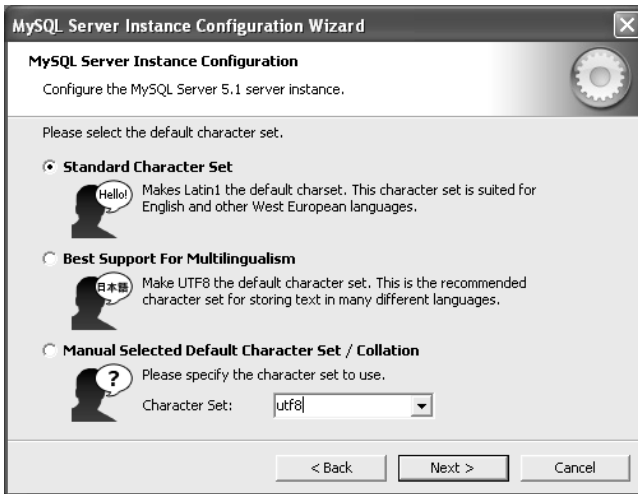 MySQL Server Instance Configuration Wizard
MySQL Server Instance Configuration
Configure the MySQL Server 5.1 server instance.
Please select the default character set.
Standard Character Set
Hello!
Makes Latin1 the default charset. This character set is suited for
English and other West European languages.
Best Support For Multilingualism
日本語
Make UTF8 the default character set. This is the recommended
character set for storing text in many different languages.
Manual Selected Default Character Set / Collation
?
Please specify the character set to use.
Character Set: utf8
< Back Next > Cancel